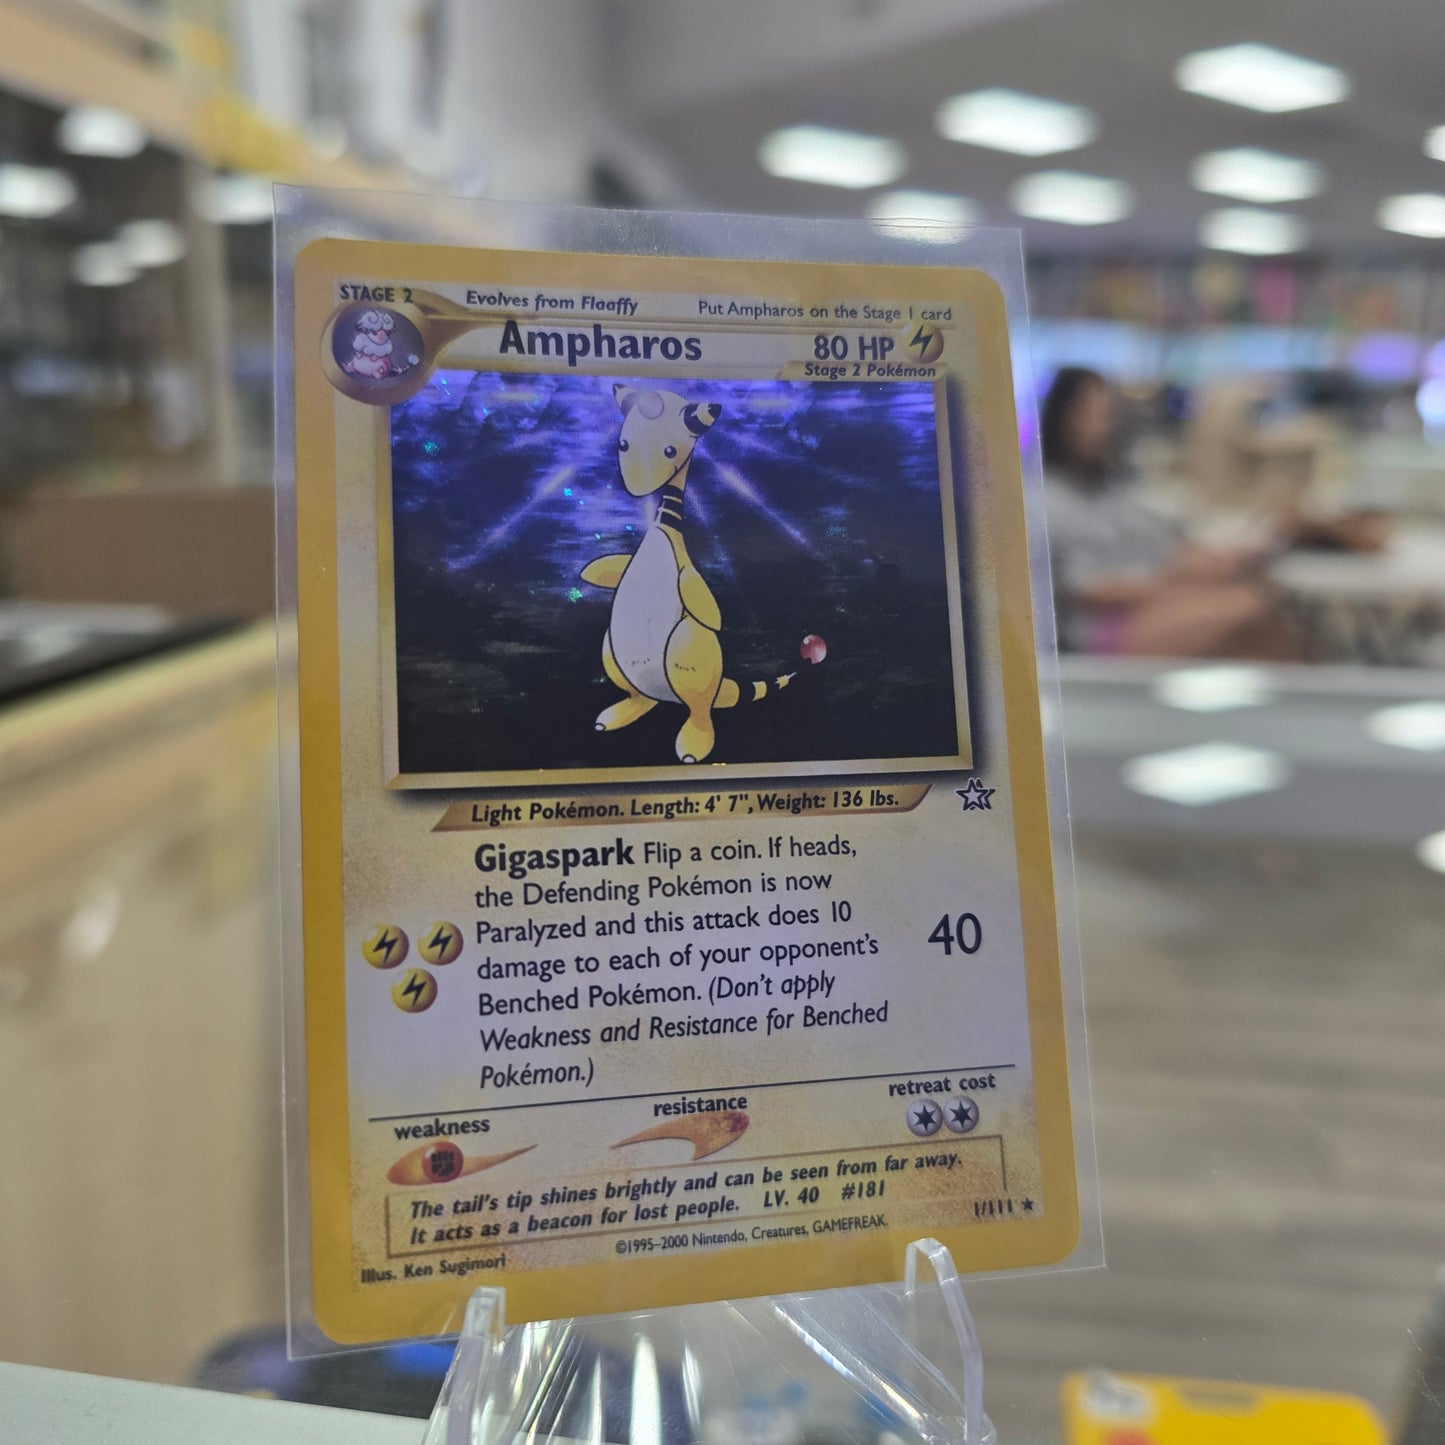 STAGE 2
Evolves from Flaaffy
Put Ampharos on the Stage 1 card
Ampharos
80 HP
Stage 2 Pokémon
Light Pokémon. Length: 4' 7", Weight: 136 lbs.
Gigaspark Flip a coin. If heads,
the Defending Pokémon is now
Paralyzed and this attack does 10
damage to each of your opponent's
Benched Pokémon. (Don't apply
Weakness and Resistance for Benched
Pokémon.)
40
weakness
resistance
retreat cost
The tail's tip shines brightly and can be seen from far away.
It acts as a beacon for lost people. LV. 40 #181
1/111 ★
Illus. Ken Sugimori
©1995–2000 Nintendo, Creatures, GAMEFREAK.